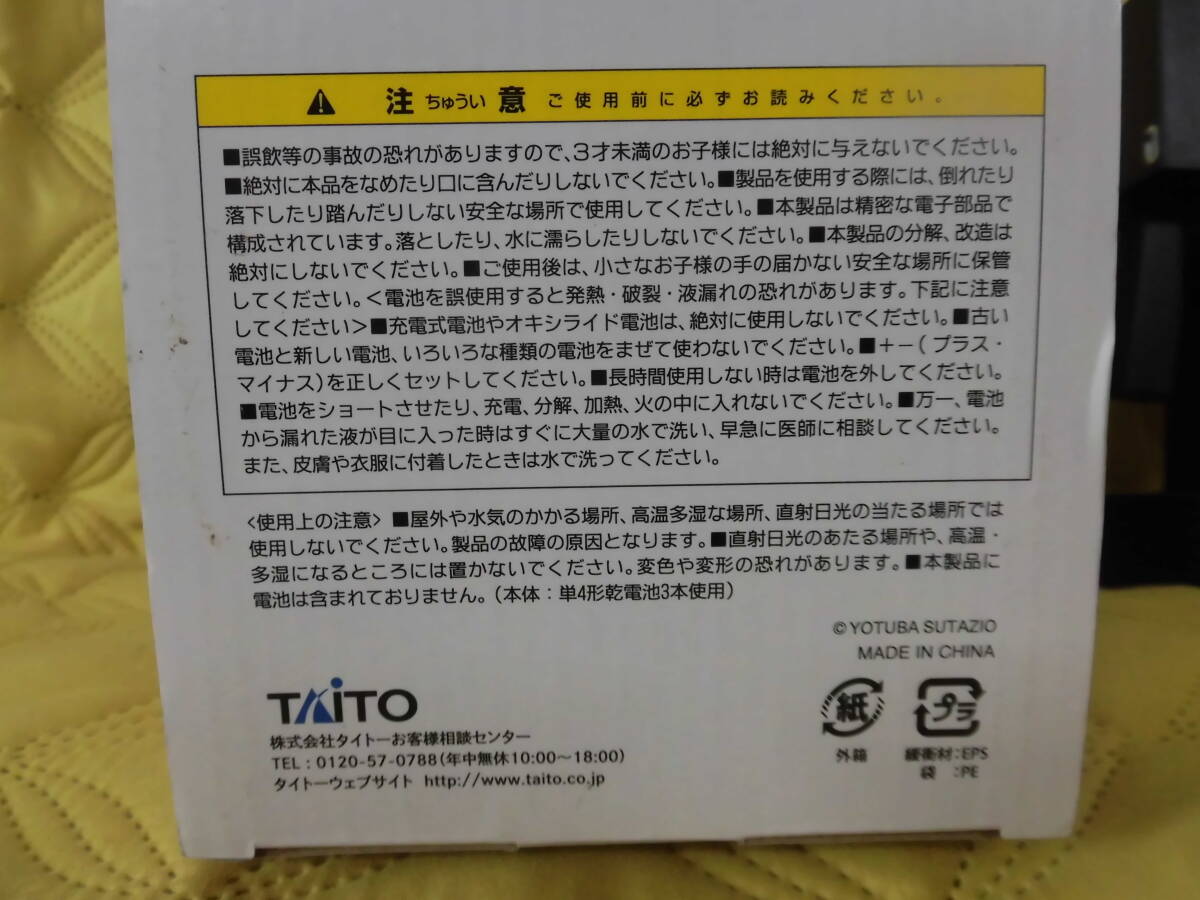 注 ちゅうい 意 ご使用前に必ずお読みください。
■誤飲等の事故の恐れがありますので、3才未満のお子様には絶対に与えないでください。
■絶対に本品をなめたり口に含んだりしないでください。■製品を使用する際には、倒れたり
落下したり踏んだりしない安全な場所で使用してください。■本製品は精密な電子部品で
構成されています。落としたり、水に濡らしたりしないでください。■本製品の分解、改造は
絶対にしないでください。■ご使用後は、小さなお子様の手の届かない安全な場所に保管
してください。<電池を誤使用すると発熱・破裂・液漏れの恐れがあります。下記に注意
してください>■充電式電池やオキシライド電池は、絶対に使用しないでください。■古い
電池と新しい電池、いろいろな種類の電池をまぜて使わないでください。■+-(プラス・
マイナス)を正しくセットしてください。■長時間使用しない時は電池を外してください。
■電池をショートさせたり、充電、分解、加熱、火の中に入れないでください。■万一、電池
から漏れた液が目に入った時はすぐに大量の水で洗い、早急に医師に相談してください。
また、皮膚や衣服に付着したときは水で洗ってください。
<使用上の注意> ■屋外や水気のかかる場所、高温多湿な場所、直射日光の当たる場所では
使用しないでください。製品の故障の原因となります。■直射日光のあたる場所や、高温・
多湿になるところには置かないでください。変色や変形の恐れがあります。■本製品に
電池は含まれておりません。(本体:単4形乾電池3本使用)
©YOTUBA SUTAZIO
MADE IN CHINA
TAITO
株式会社タイトーお客様相談センター
TEL:0120-57-0788(年中無休10:00~18:00)
タイトーウェブサイト http://www.taito.co.jp
紙
外箱
プラ
緩衝材:EPS
袋 :PE